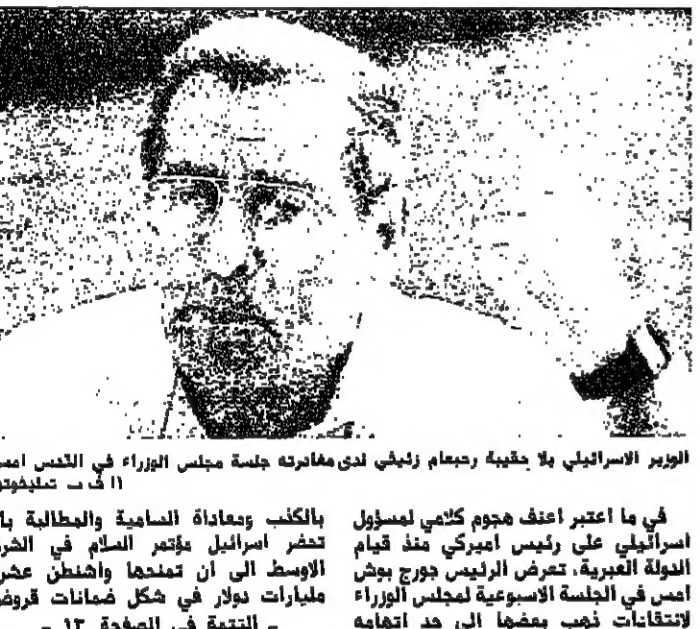 الوزير الاسرائيلي بلا حقيبة رحبعام زئيفي لدى مغادرته جلسة مجلس الوزراء في القدس امس
(ا ف ب تيليفوتو
في ما اعتبر اعنف هجوم كلامي لمسؤول
اسرائيلي على رئيس اميركي منذ قيام
الدولة العبرية، تعرض الرئيس جورج بوش
امس في الجلسة الاسبوعية لمجلس الوزراء
لانتقادات ذهب بعضها الى حد اتهامه
بالكذب ومعاداة السامية والمطالبة بأ
تحضر اسرائيل مؤتمر السلام في الشر
الاوسط الى ان تمنحها واشنطن عشر
مليارات دولار في شكل ضمانات قروض
- التتمة في الصفحة ١٢ -